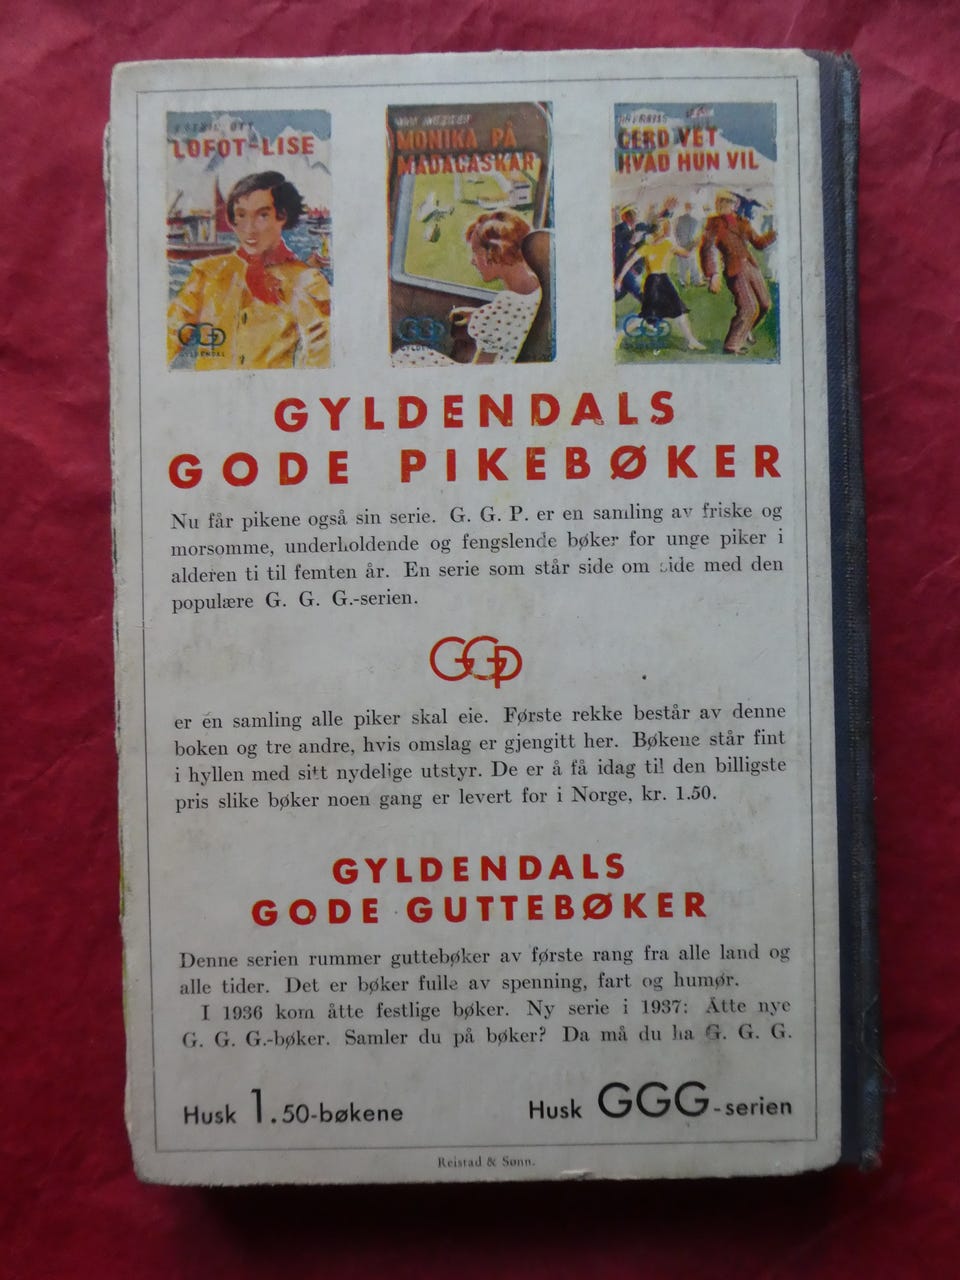 LOFOT-LISE
MONIKA PÅ
MADAGASKAR
GERD VET
HVAD HUN VIL
GGP
GYLDENDAL
GGP
GGP
GYLDENDALS
GODE PIKEBØKER
Nu får pikene også sin serie. G. G. P. er en samling av friske og
morsomme, underholdende og fengslende bøker for unge piker i
alderen ti til femten år. En serie som står side om side med den
populære G. G. G.-serien.
GGP
er en samling alle piker skal eie. Første rekke består av denne
boken og tre andre, hvis omslag er gjengitt her. Bøkene står fint
i hyllen med sitt nydelige utstyr. De er å få idag til den billigste
pris slike bøker noen gang er levert for i Norge, kr. 1.50.
GYLDENDALS
GODE GUTTEBØKER
Denne serien rummer guttebøker av første rang fra alle land og
alle tider. Det er bøker fulle av spenning, fart og humør.
I 1936 kom åtte festlige bøker. Ny serie i 1937: Åtte nye
G. G. G.-bøker. Samler du på bøker? Da må du ha G. G. G.
Husk 1.50-bøkene
Husk GGG-serien
Reistad & Sønn.